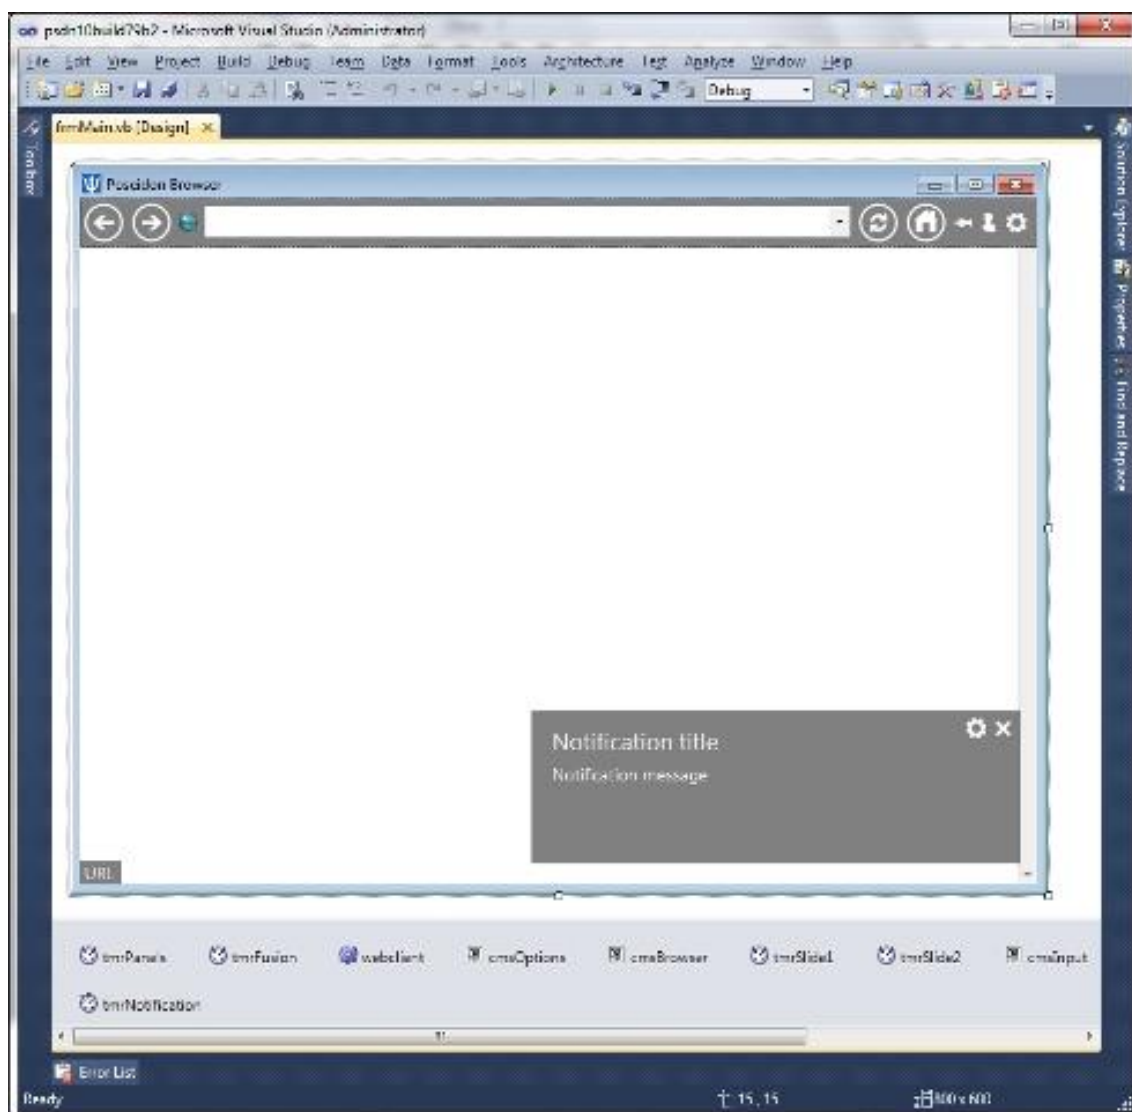 psdn10build79b2 - Microsoft Visual Studio (Administrator)
File Edit View Project Build Debug Team Data Format Tools Architecture Test Analyze Window Help
Debug
frmMain.vb [Design]
Toolbox
Solution Explorer
Properties
Find and Replace
Poseidon Browser
Notification title
Notification message
URL
tmrPanels tmrFusion webclient cmsOptions cmsBrowser tmrSlide1 tmrSlide2 cmsInput
tmrNotification
Error List
Ready 15, 15 800 x 600